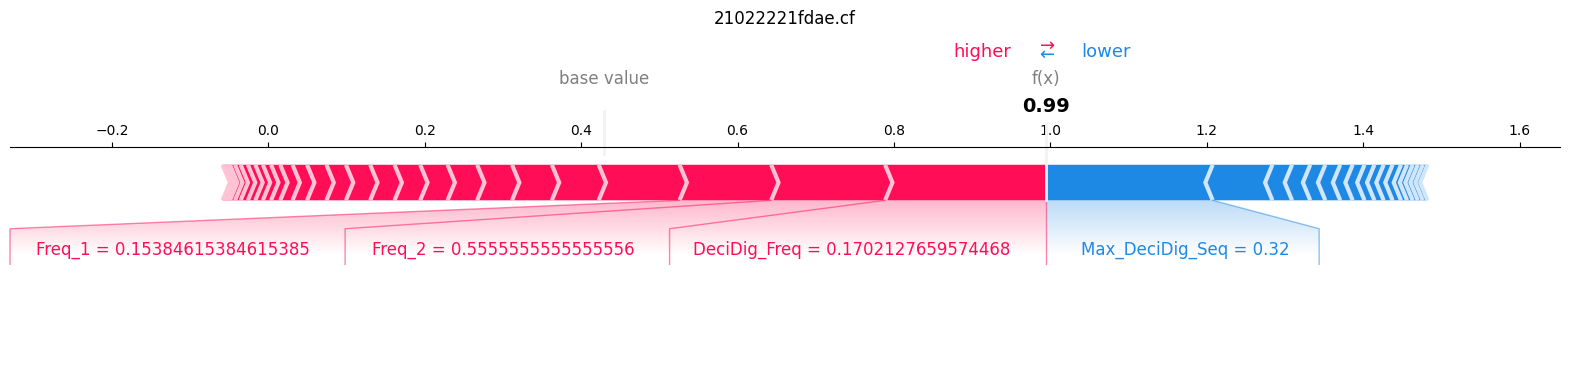 21022221fdae.cf
higher ⇄ lower
base value f(x)
0.99
−0.2 0.0 0.2 0.4 0.6 0.8 1.0 1.2 1.4 1.6
Freq_1 = 0.15384615384615385 Freq_2 = 0.5555555555555556 DeciDig_Freq = 0.1702127659574468 Max_DeciDig_Seq = 0.32